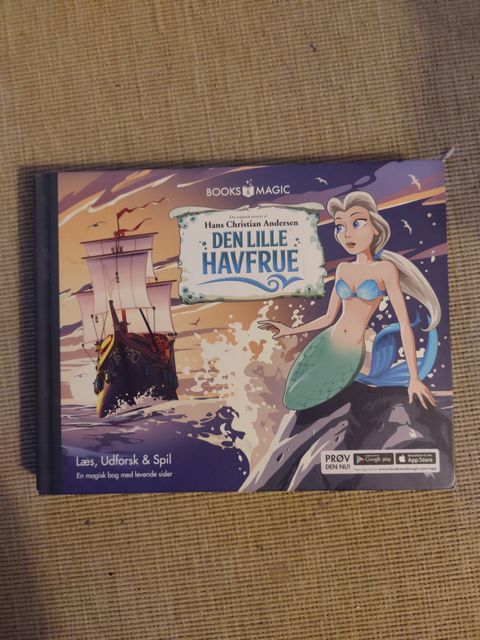 BOOKS & MAGIC
Hans Christian Andersen
DEN LILLE
HAVFRUE
Læs, Udforsk & Spil
En magisk bog med levende sider
PRØV
DEN NU!
Google play
App Store